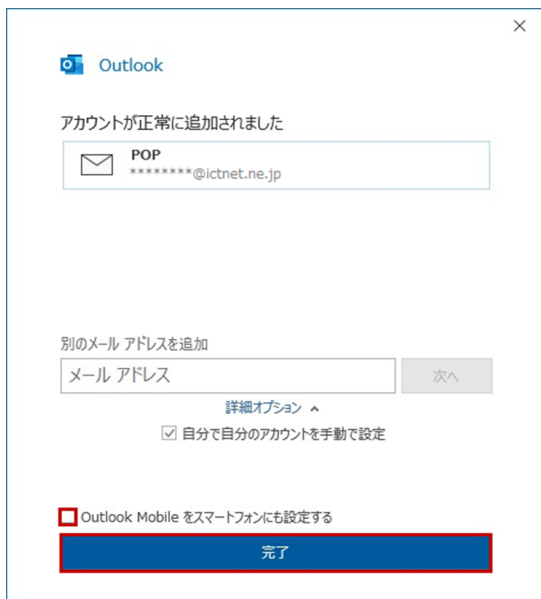 Outlook
アカウントが正常に追加されました
POP
********@ictnet.ne.jp
別のメール アドレスを追加
メール アドレス
次へ
詳細オプション
自分で自分のアカウントを手動で設定
Outlook Mobile をスマートフォンにも設定する
完了